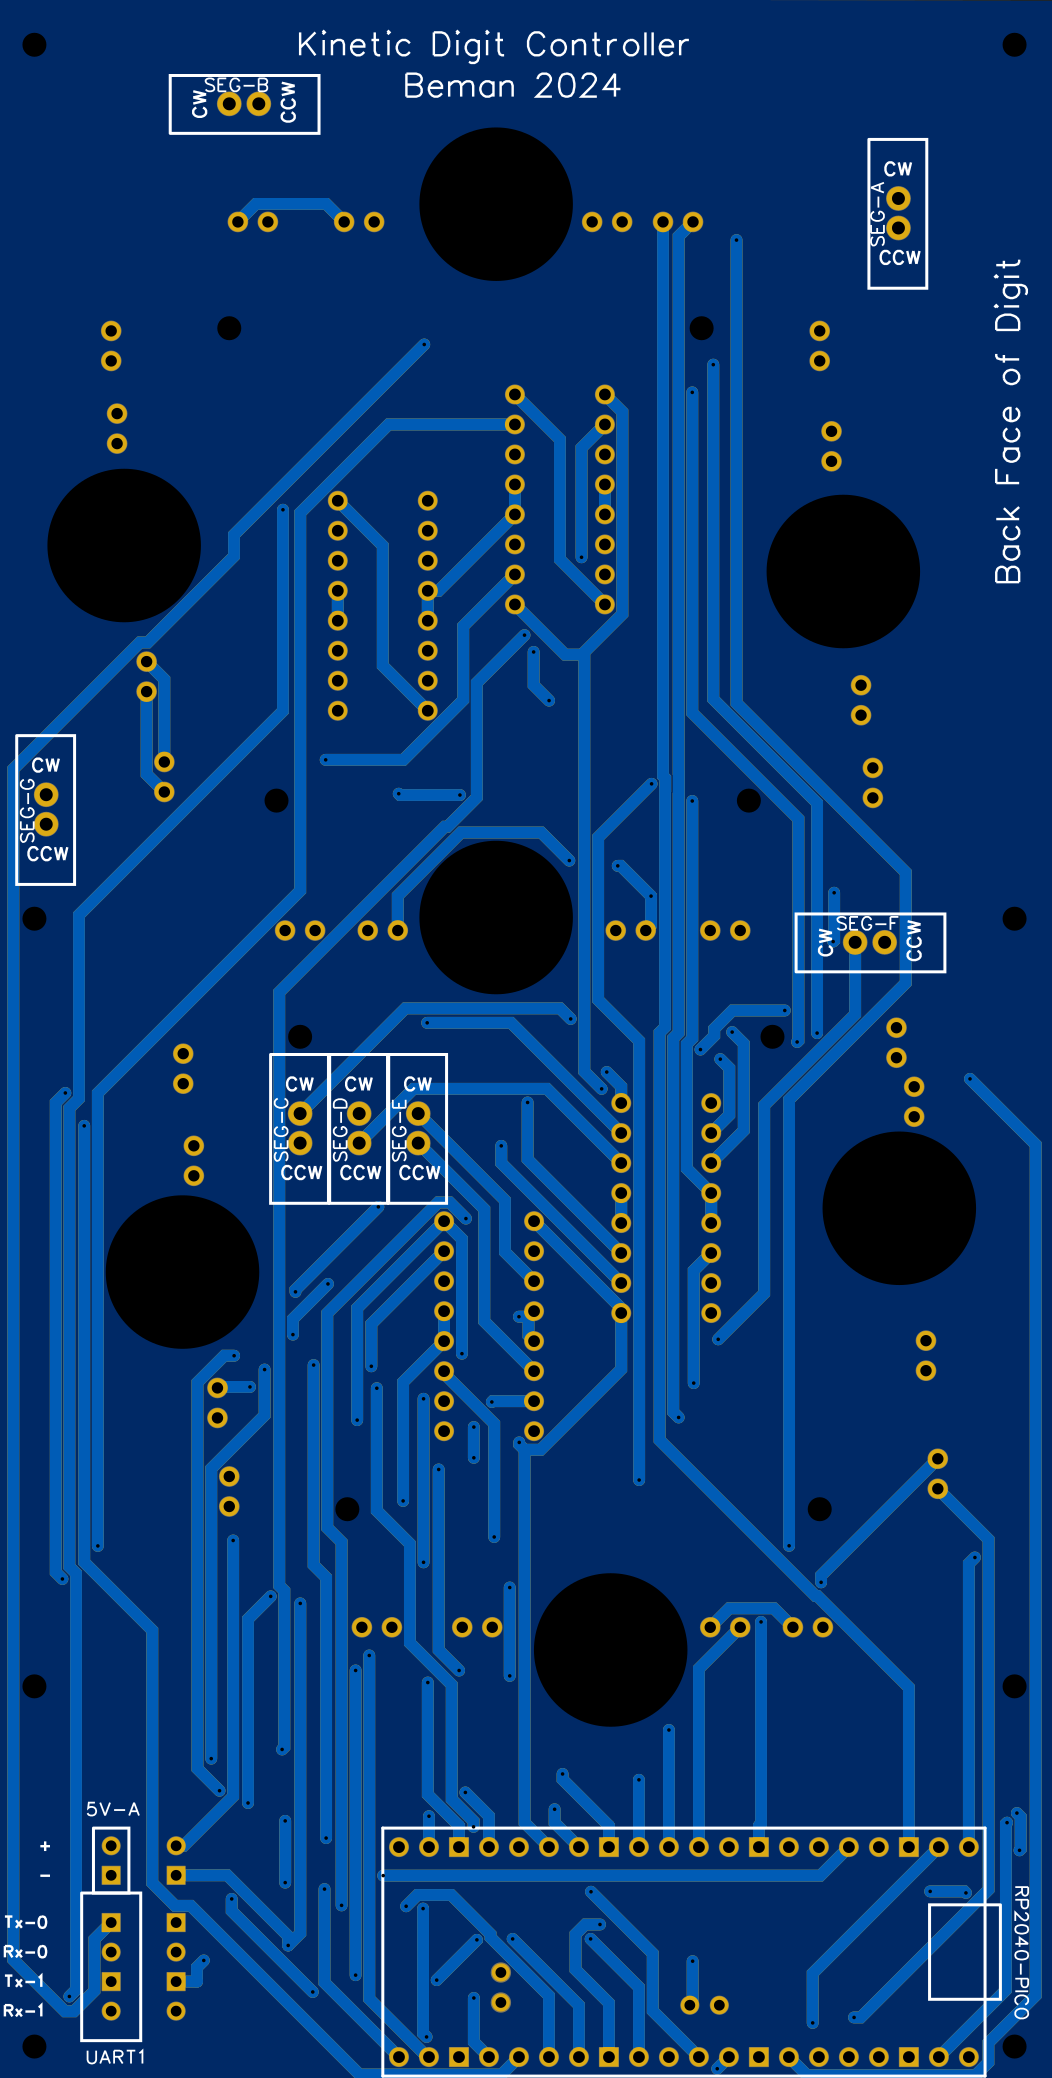 Kinetic Digit Controller
Beman 2024
SEG-B
CW
CCW
CW
SEG-A
CCW
Back Face of Digit
CW
SEG-G
CCW
SEG-F
CW
CCW
CW
SEG-C
CCW
CW
SEG-D
CCW
CW
SEG-E
CCW
5V-A
+
-
Tx-0
Rx-0
Tx-1
Rx-1
UART1
RP2040-PICO